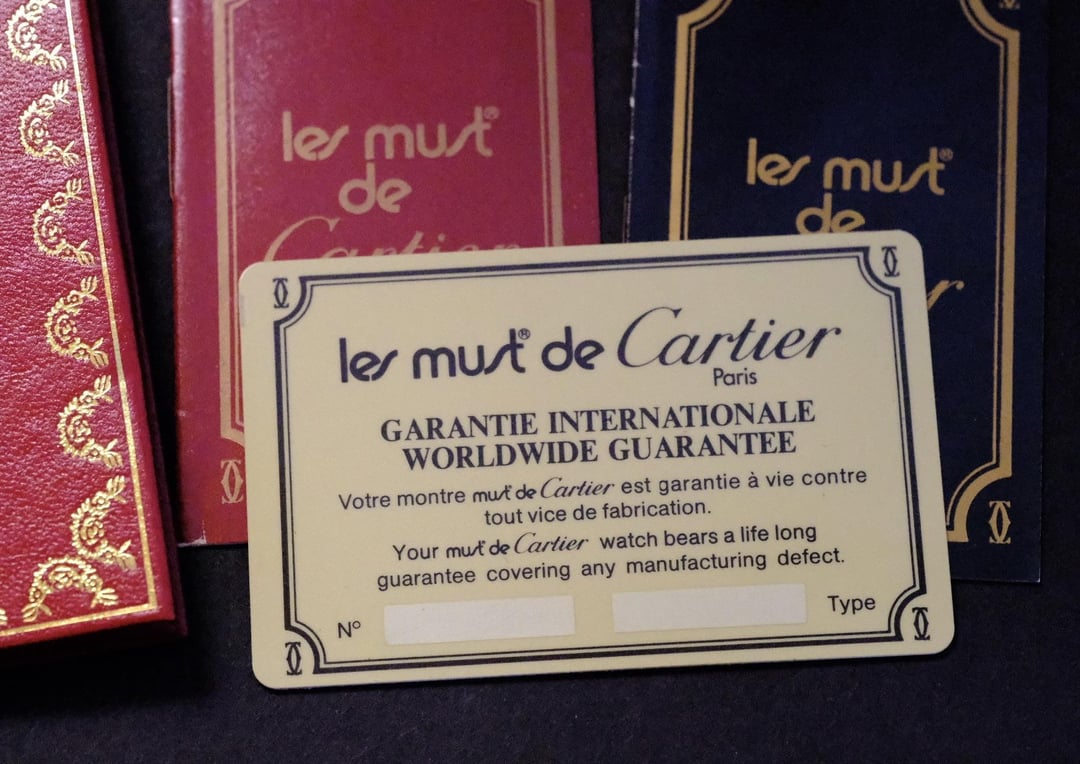 les must®
de
Cartier
les must®
de
les must® de Cartier
Paris
GARANTIE INTERNATIONALE
WORLDWIDE GUARANTEE
Votre montre must de Cartier est garantie à vie contre
tout vice de fabrication.
Your must de Cartier watch bears a life long
guarantee covering any manufacturing defect.
Nº Type